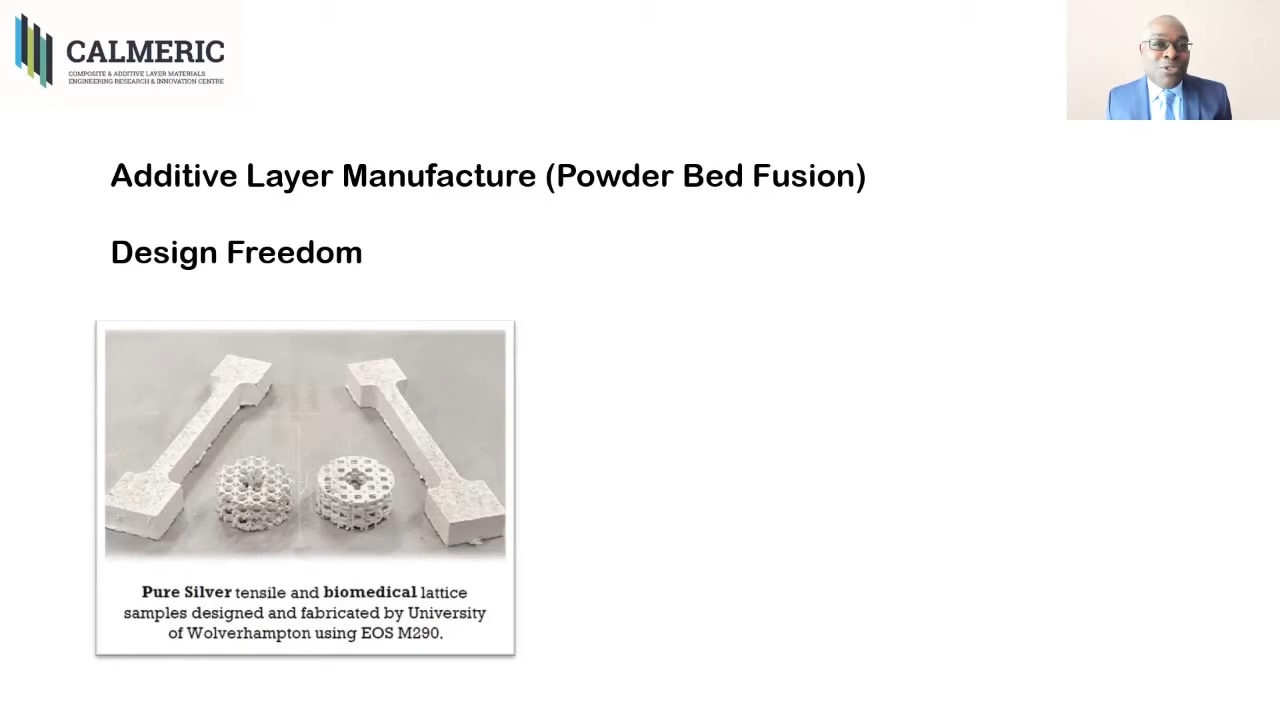 CALMERIC
COMPOSITE & ADDITIVE LAYER MATERIALS
ENGINEERING RESEARCH & INNOVATION CENTRE
Additive Layer Manufacture (Powder Bed Fusion)
Design Freedom
Pure Silver tensile and biomedical lattice
samples designed and fabricated by University
of Wolverhampton using EOS M290.